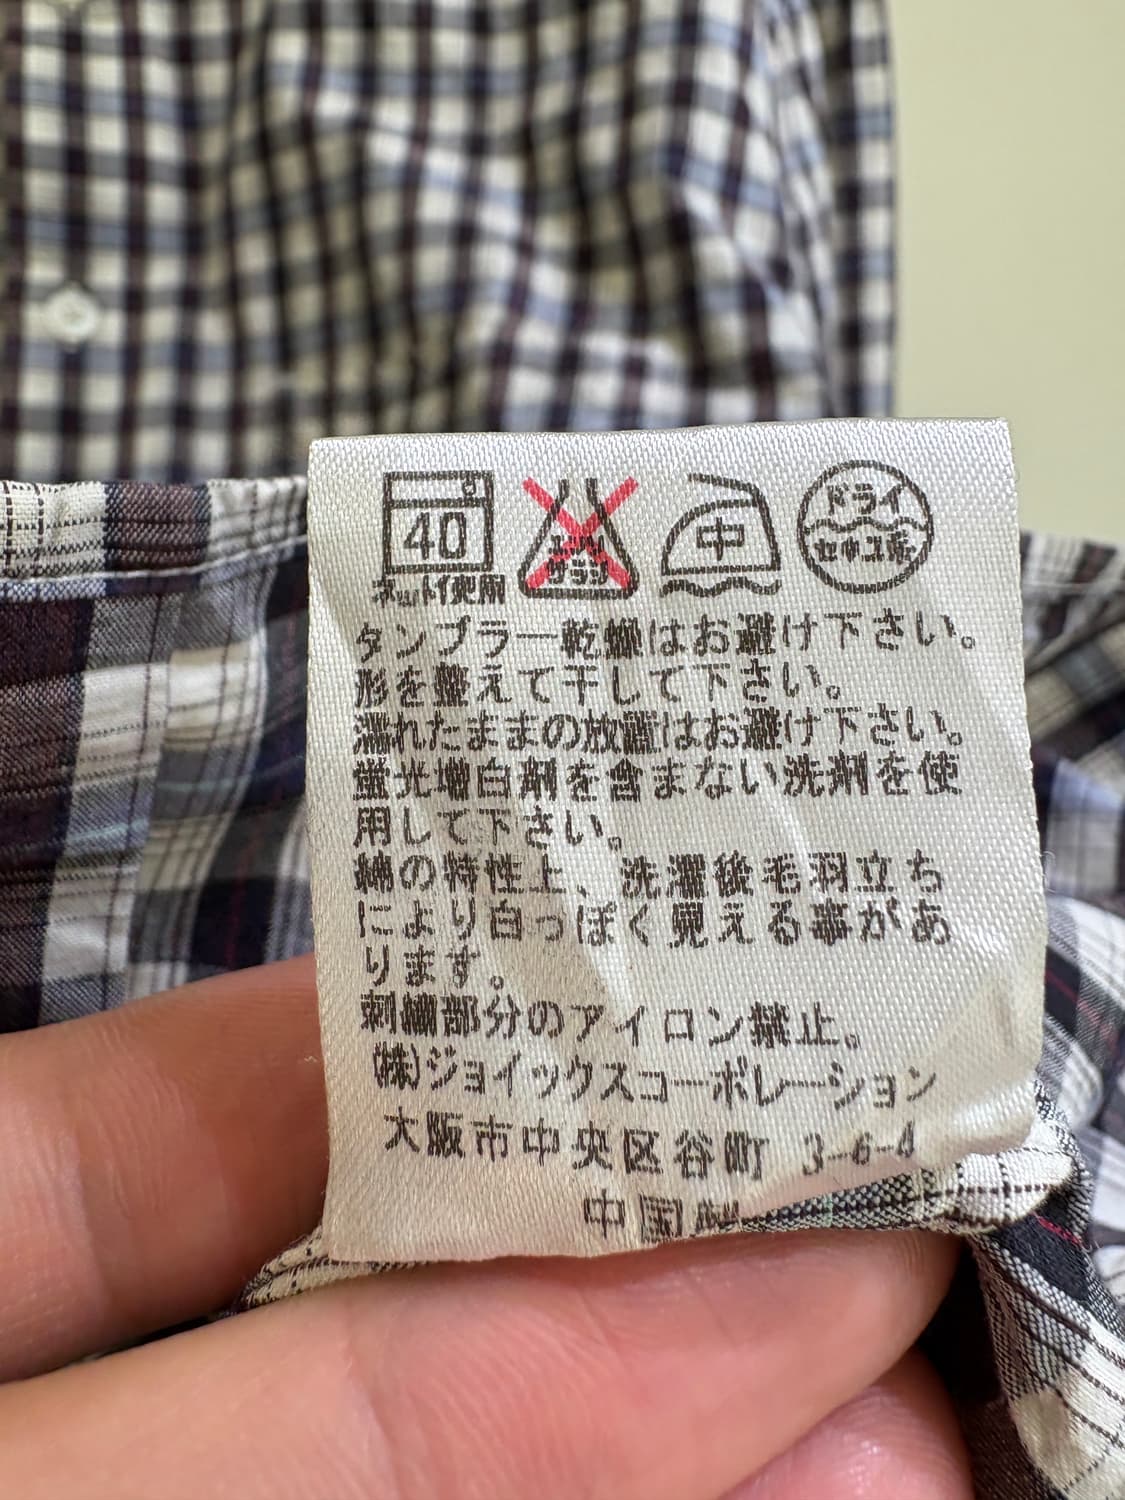 40
ネット使用
エンソ
サラシ
中
ドライ
セキユ系
タンブラー乾燥はお避け下さい。
形を整えて干して下さい。
濡れたままの放置はお避け下さい。
蛍光増白剤を含まない洗剤を使
用して下さい。
綿の特性上、洗濯後毛羽立ち
により白っぽく見える事があ
ります。
刺繍部分のアイロン禁止。
(株)ジョイックスコーポレーション
大阪市中央区谷町 3-6-4
中国製